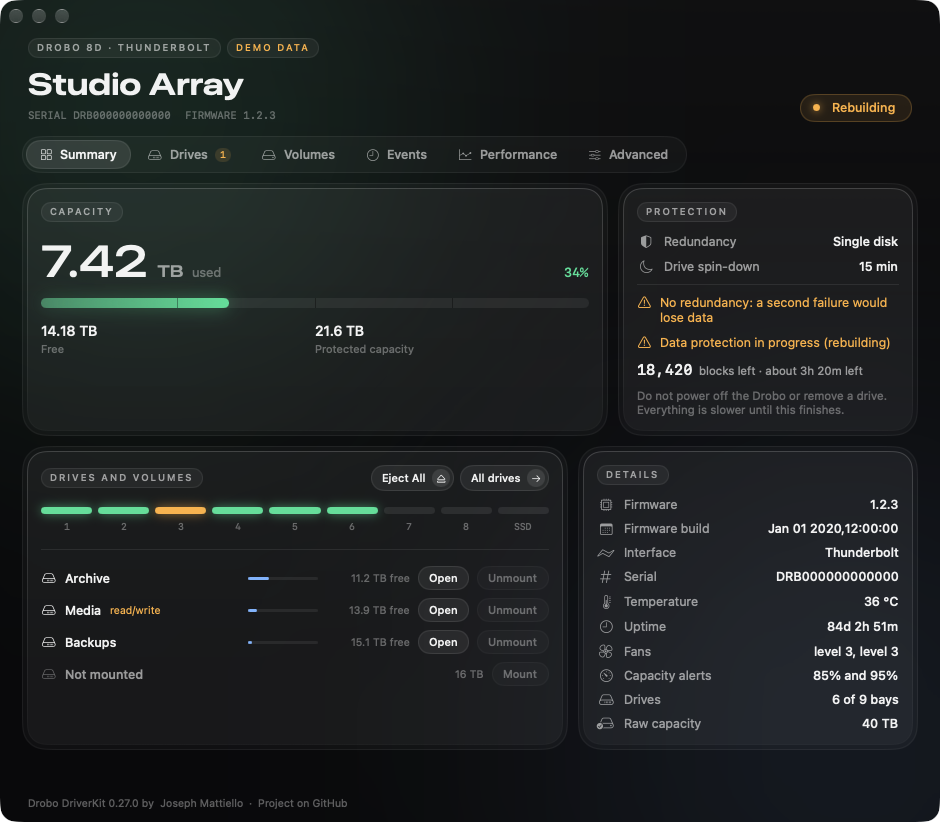 DROBO 8D · THUNDERBOLT DEMO DATA
Studio Array
SERIAL DRB000000000000 FIRMWARE 1.2.3
Rebuilding
Summary Drives 1 Volumes Events Performance Advanced
CAPACITY
7.42 TB used
34%
14.18 TB
Free
21.6 TB
Protected capacity
PROTECTION
Redundancy Single disk
Drive spin-down 15 min
No redundancy: a second failure would
lose data
Data protection in progress (rebuilding)
18,420 blocks left · about 3h 20m left
Do not power off the Drobo or remove a drive.
Everything is slower until this finishes.
DRIVES AND VOLUMES
Eject All All drives
1 2 3 4 5 6 7 8 SSD
Archive 11.2 TB free Open Unmount
Media read/write 13.9 TB free Open Unmount
Backups 15.1 TB free Open Unmount
Not mounted 16 TB Mount
DETAILS
Firmware 1.2.3
Firmware build Jan 01 2020,12:00:00
Interface Thunderbolt
Serial DRB000000000000
Temperature 36 °C
Uptime 84d 2h 51m
Fans level 3, level 3
Capacity alerts 85% and 95%
Drives 6 of 9 bays
Raw capacity 40 TB
Drobo DriverKit 0.27.0 by Joseph Mattiello · Project on GitHub